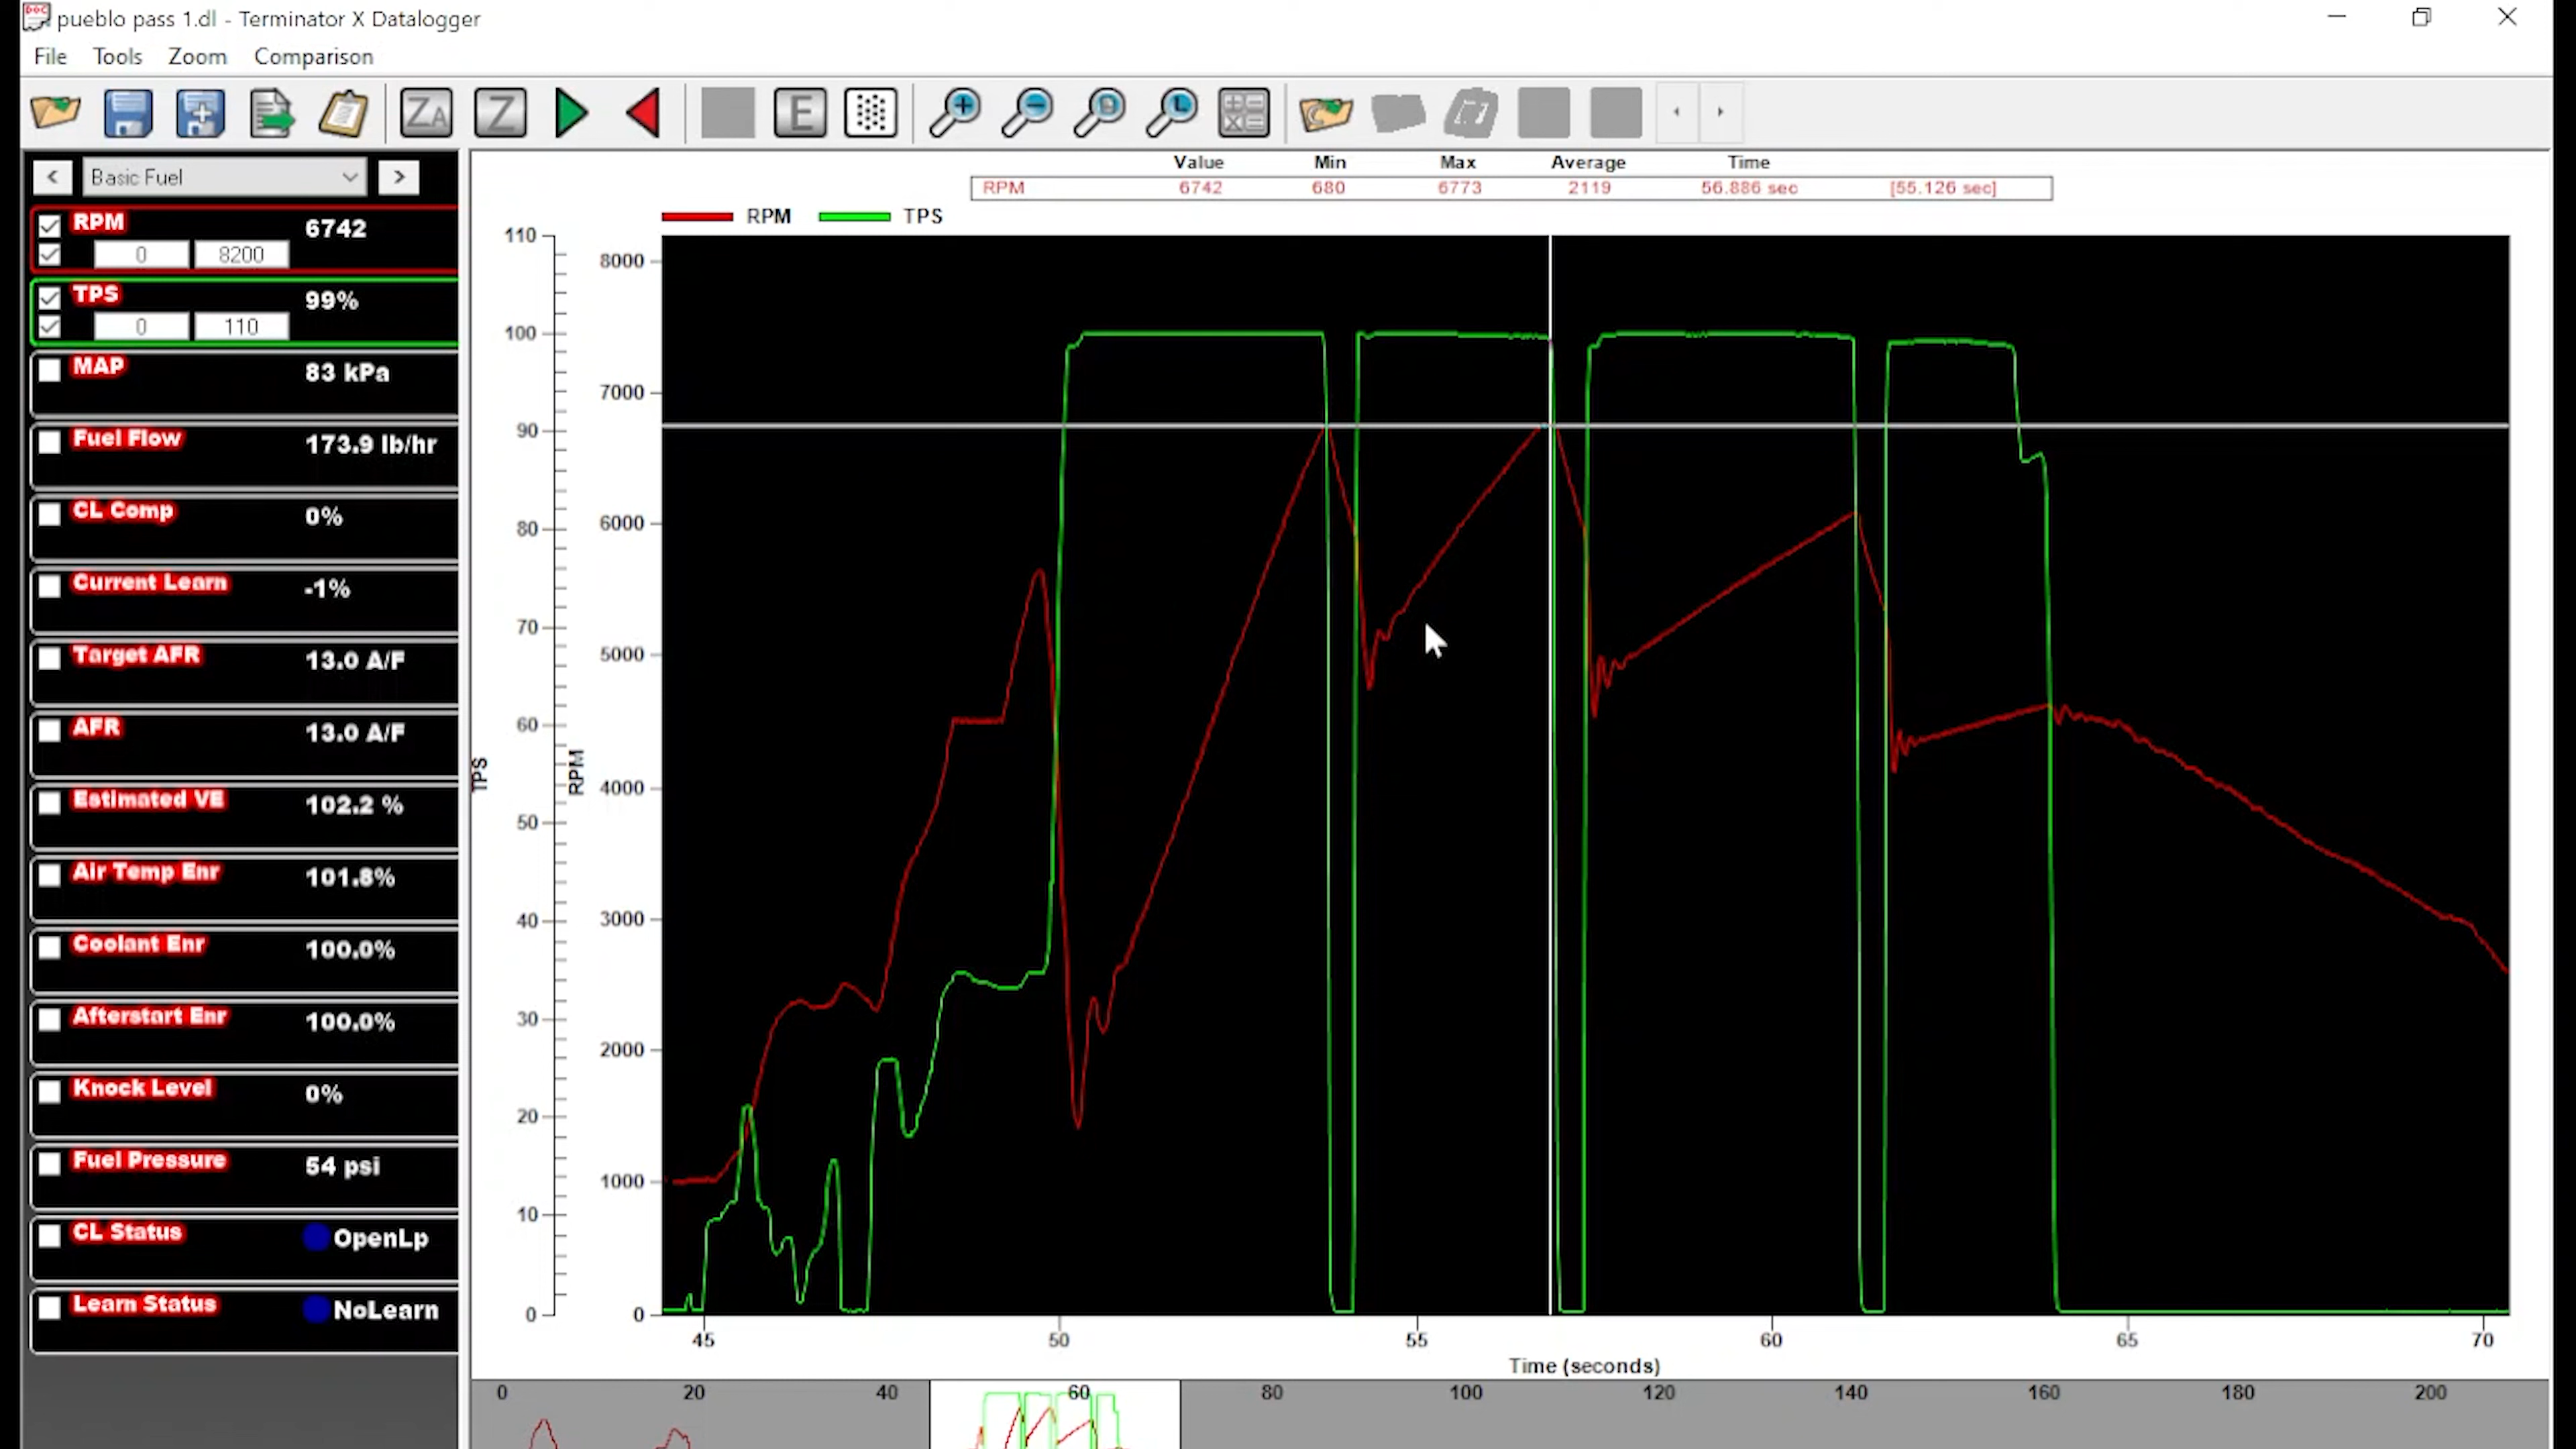 pueblo pass 1.dl - Terminator X Datalogger
File Tools Zoom Comparison
ZA Z E
Basic Fuel
RPM 6742
0 8200
TPS 99%
0 110
MAP 83 kPa
Fuel Flow 173.9 lb/hr
CL Comp 0%
Current Learn -1%
Target AFR 13.0 A/F
AFR 13.0 A/F
Estimated VE 102.2 %
Air Temp Enr 101.8%
Coolant Enr 100.0%
Afterstart Enr 100.0%
Knock Level 0%
Fuel Pressure 54 psi
CL Status OpenLp
Learn Status NoLearn
Value Min Max Average Time
RPM 6742 680 6773 2119 56.886 sec [55.126 sec]
RPM TPS
110
100
90
80
70
60
50
40
30
20
10
0
TPS
8000
7000
6000
5000
4000
3000
2000
1000
0
RPM
45 50 55 60 65 70
Time (seconds)
0 20 40 60 80 100 120 140 160 180 200